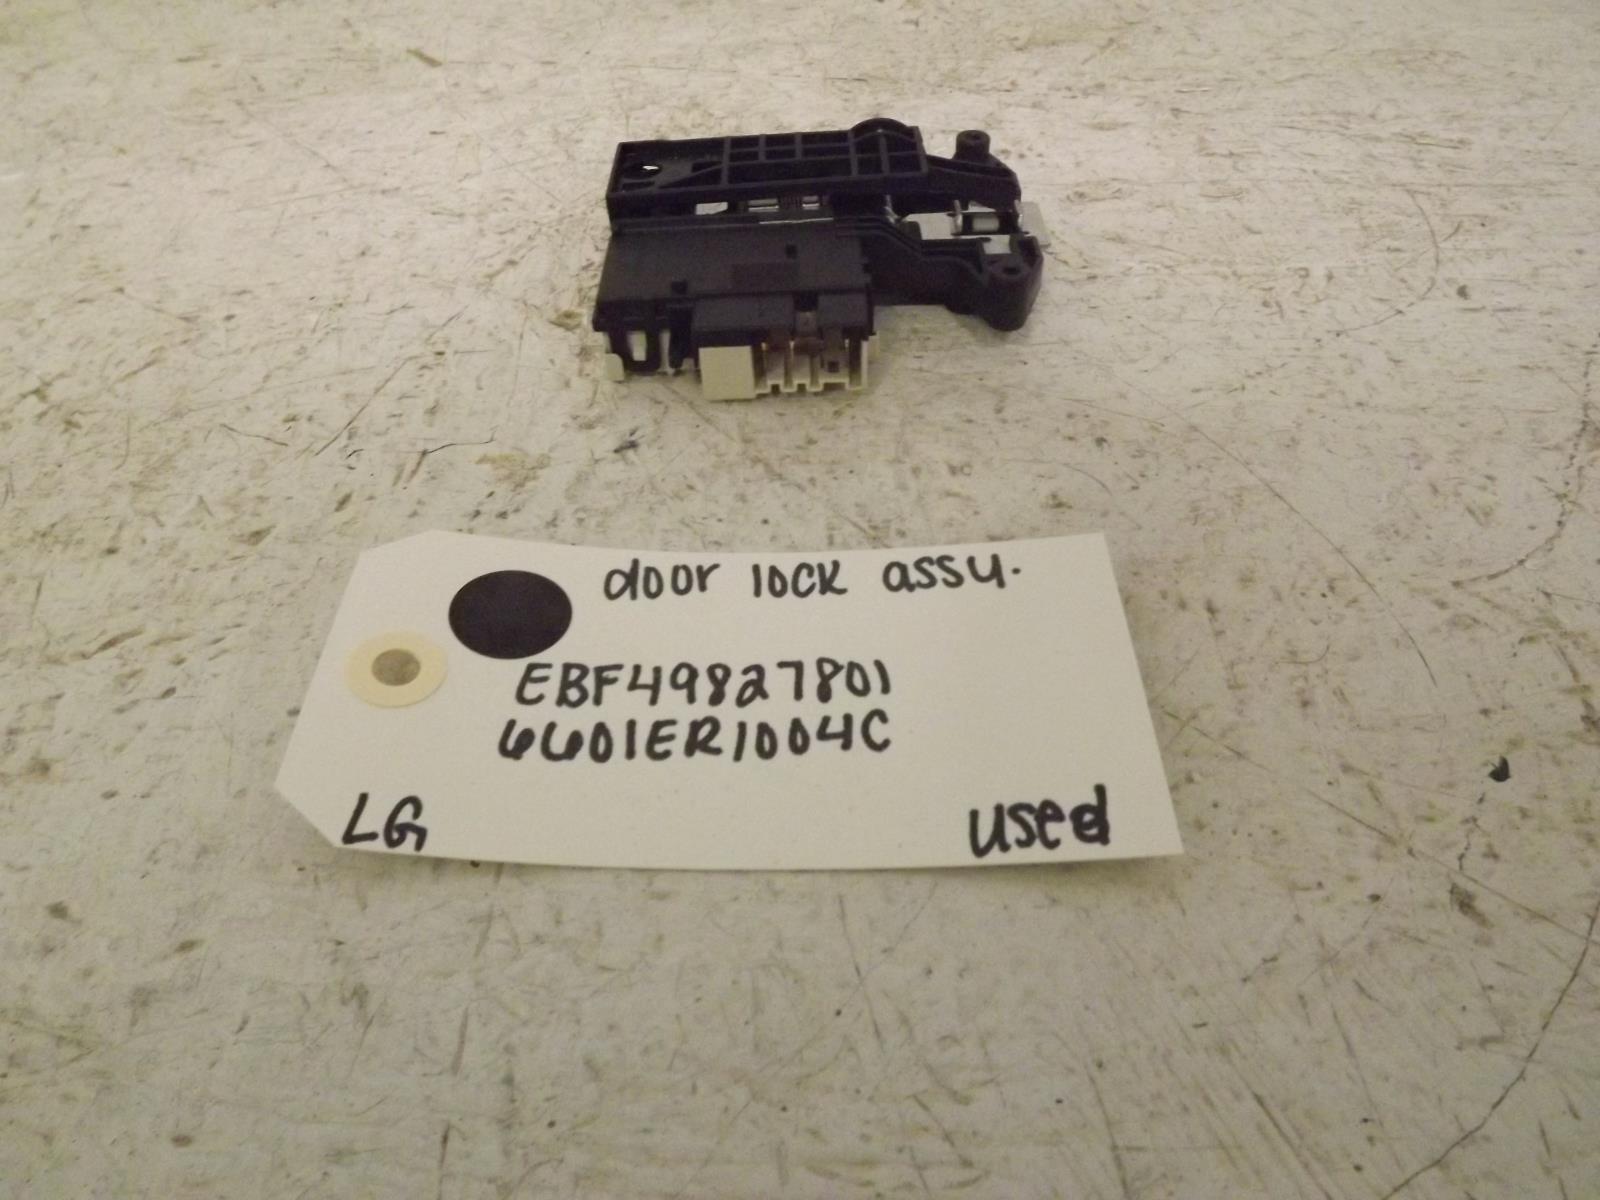 door lock assy.
EBF49827801
6601ER1004C
LG used